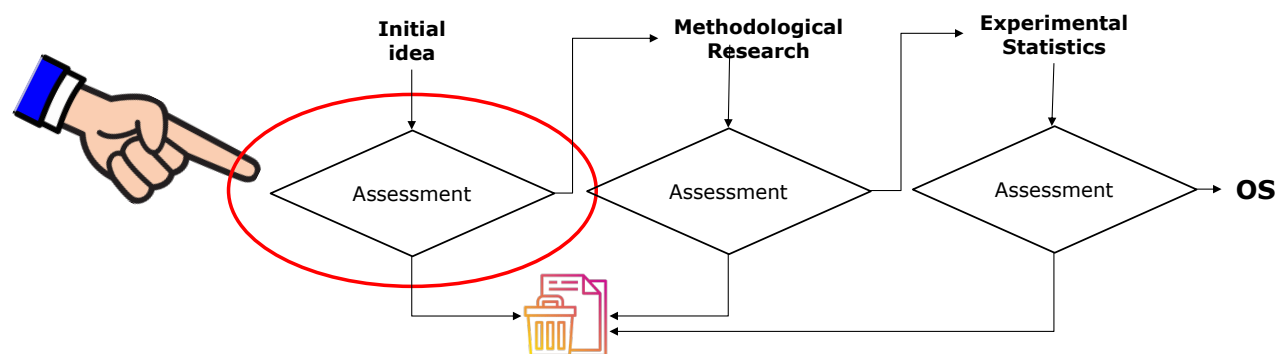 Initial
idea
Methodological
Research
Experimental
Statistics
Assessment
Assessment
Assessment
OS